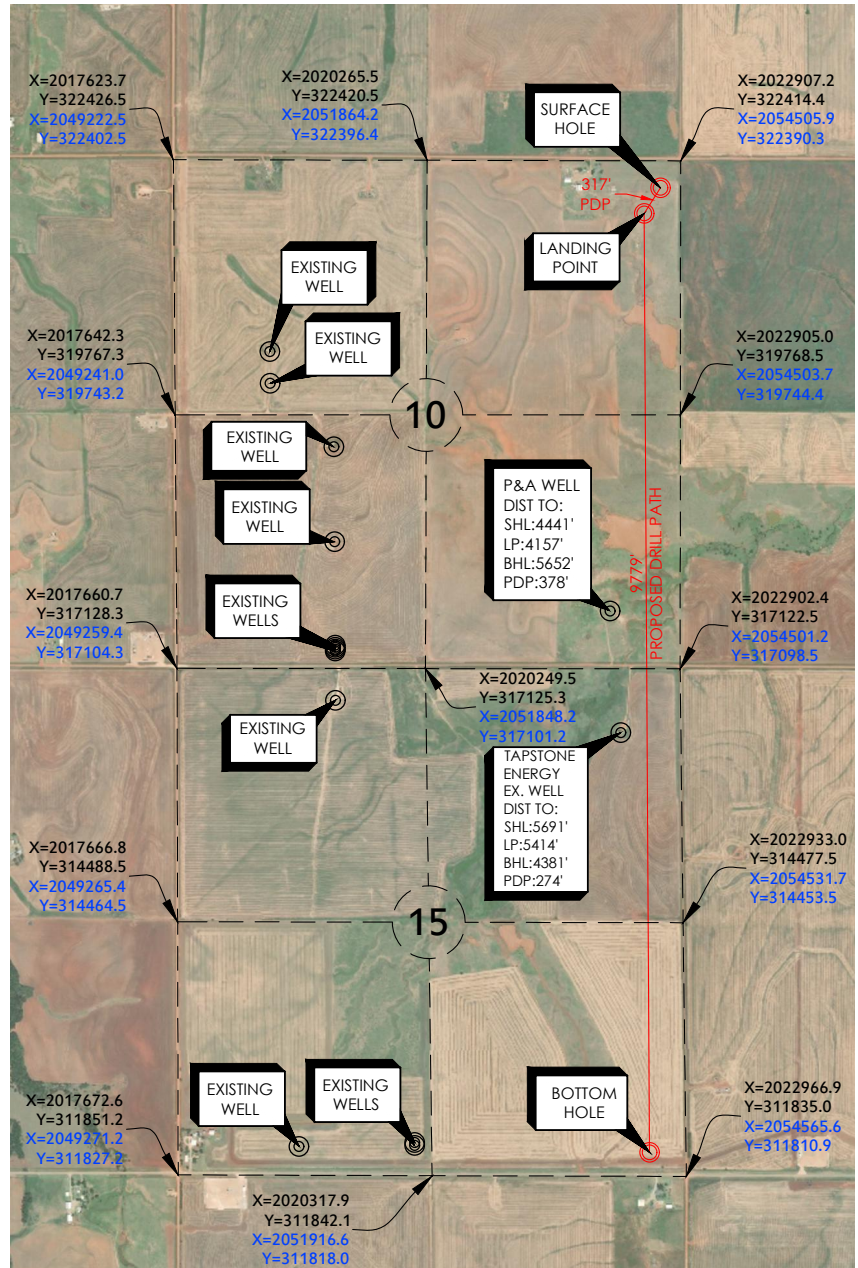 X=2017623.7
Y=322426.5
X=2049222.5
Y=322402.5
X=2020265.5
Y=322420.5
X=2051864.2
Y=322396.4
X=2022907.2
Y=322414.4
X=2054505.9
Y=322390.3
SURFACE
HOLE
317'
PDP
LANDING
POINT
EXISTING
WELL
EXISTING
WELL
X=2017642.3
Y=319767.3
X=2049241.0
Y=319743.2
X=2022905.0
Y=319768.5
X=2054503.7
Y=319744.4
10
EXISTING
WELL
EXISTING
WELL
P&A WELL
DIST TO:
SHL:4441'
LP:4157'
BHL:5652'
PDP:378'
9779'
PROPOSED DRILL PATH
EXISTING
WELLS
X=2017660.7
Y=317128.3
X=2049259.4
Y=317104.3
X=2022902.4
Y=317122.5
X=2054501.2
Y=317098.5
X=2020249.5
Y=317125.3
X=2051848.2
Y=317101.2
EXISTING
WELL
TAPSTONE
ENERGY
EX. WELL
DIST TO:
SHL:5691'
LP:5414'
BHL:4381'
PDP:274'
X=2017666.8
Y=314488.5
X=2049265.4
Y=314464.5
X=2022933.0
Y=314477.5
X=2054531.7
Y=314453.5
15
EXISTING
WELL
EXISTING
WELLS
BOTTOM
HOLE
X=2017672.6
Y=311851.2
X=2049271.2
Y=311827.2
X=2022966.9
Y=311835.0
X=2054565.6
Y=311810.9
X=2020317.9
Y=311842.1
X=2051916.6
Y=311818.0